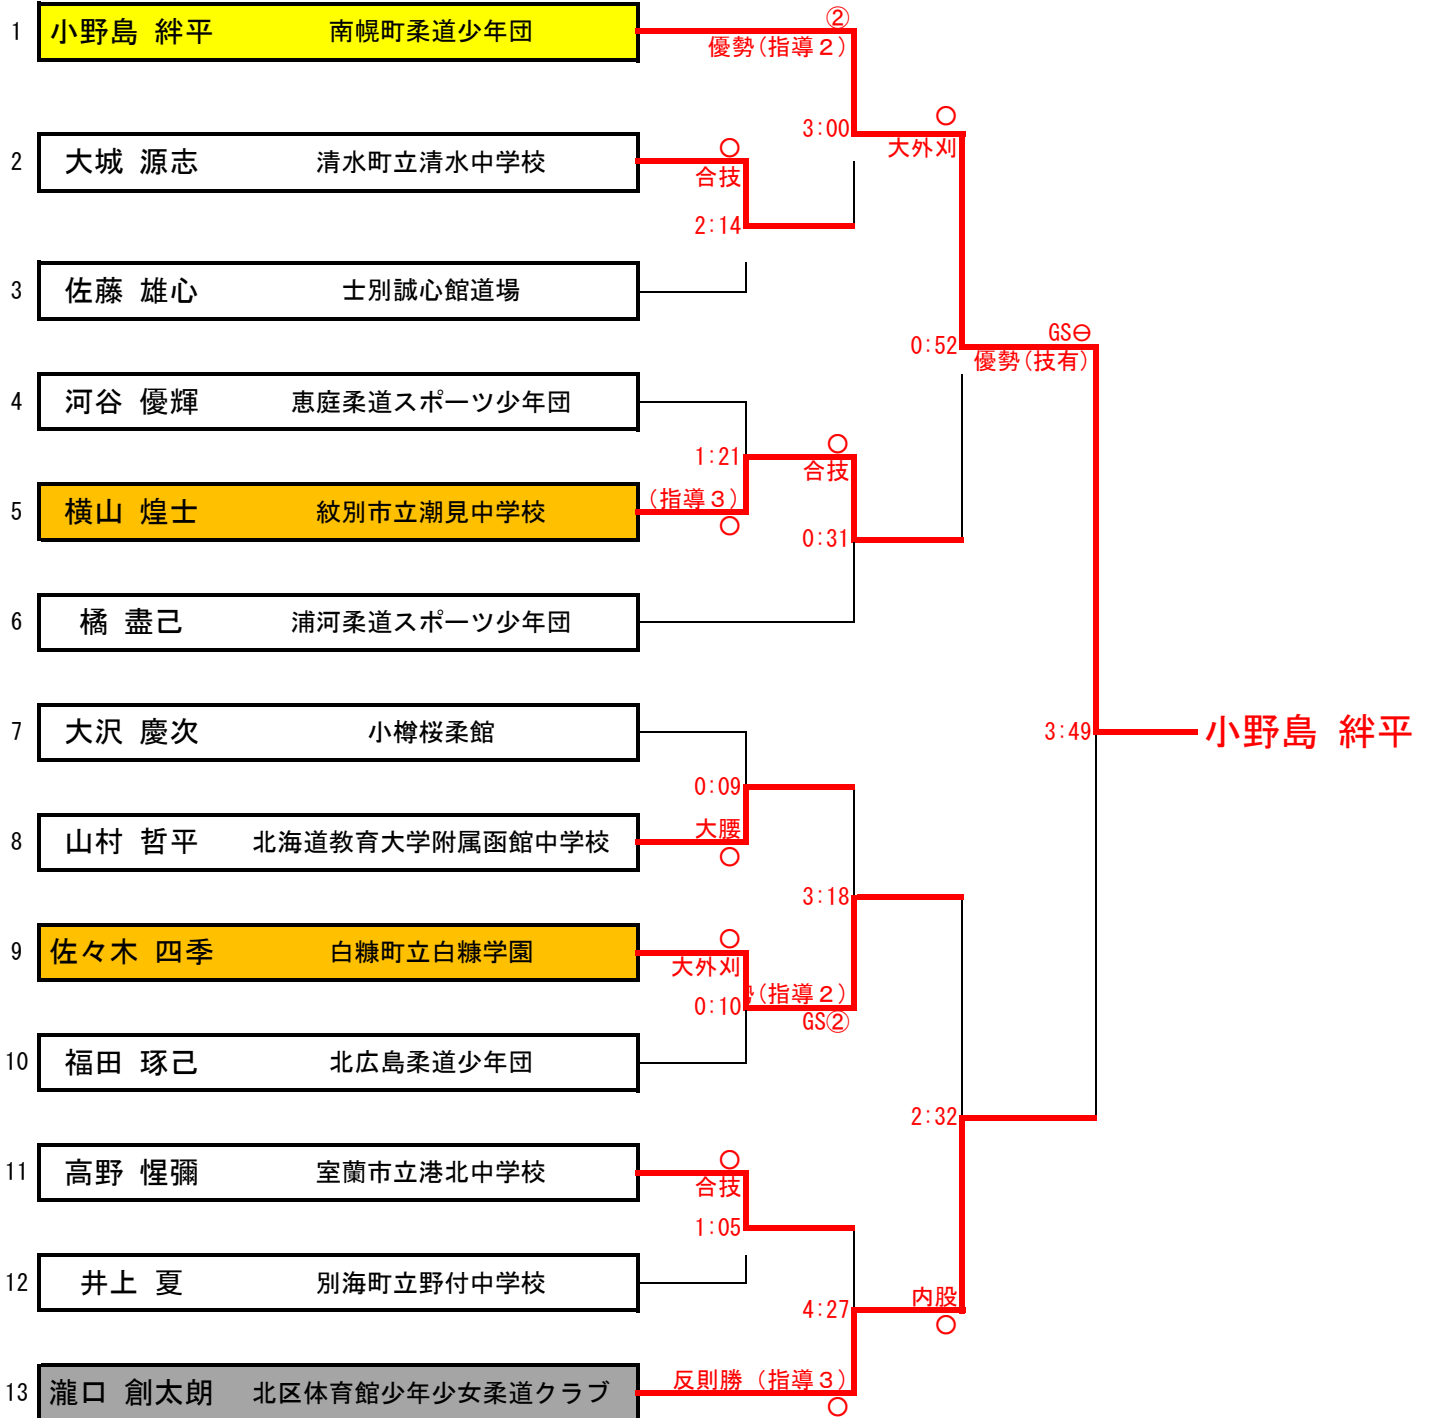 1 小野島 絆平 南幌町柔道少年団
②
優勢(指導２)
3:00
○
大外刈
2 大城 源志 清水町立清水中学校
○
合技
2:14
3 佐藤 雄心 士別誠心館道場
0:52
GS⊖
優勢(技有)
4 河谷 優輝 恵庭柔道スポーツ少年団
1:21
○
合技
5 横山 煌士 紋別市立潮見中学校
(指導３)
○
0:31
6 橘 盡己 浦河柔道スポーツ少年団
7 大沢 慶次 小樽桜柔館
3:49
小野島 絆平
0:09
8 山村 哲平 北海道教育大学附属函館中学校
大腰
○
3:18
9 佐々木 四季 白糠町立白糠学園
○
大外刈
0:10
(指導２)
GS②
10 福田 琢己 北広島柔道少年団
2:32
11 高野 惺彌 室蘭市立港北中学校
○
合技
1:05
12 井上 夏 別海町立野付中学校
4:27
内股
○
13 瀧口 創太朗 北区体育館少年少女柔道クラブ
反則勝 (指導３)
○